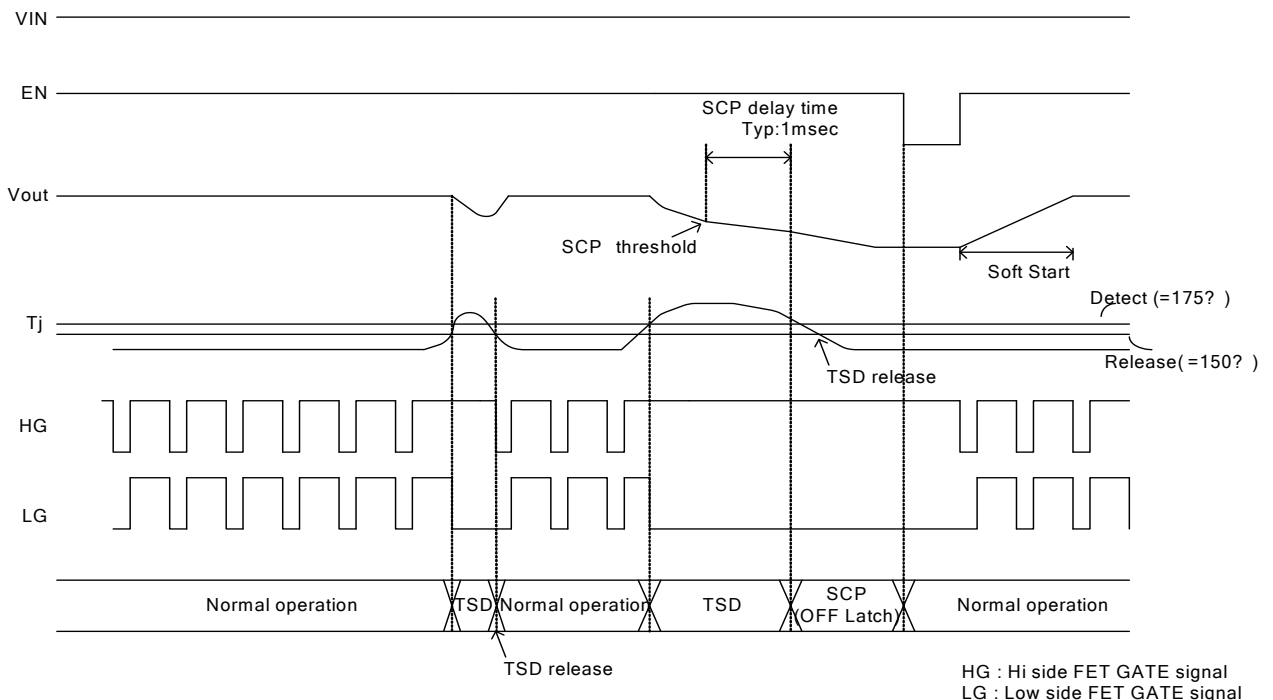 VIN
EN
SCP delay time
Typ:1msec
Vout
SCP threshold
Soft Start
Detect (=175? )
Tj
Release( =150? )
TSD release
HG
LG
Normal operation
TSD
Normal operation
TSD
SCP
(OFF Latch)
Normal operation
TSD release
HG : Hi side FET GATE signal
LG : Low side FET GATE signal